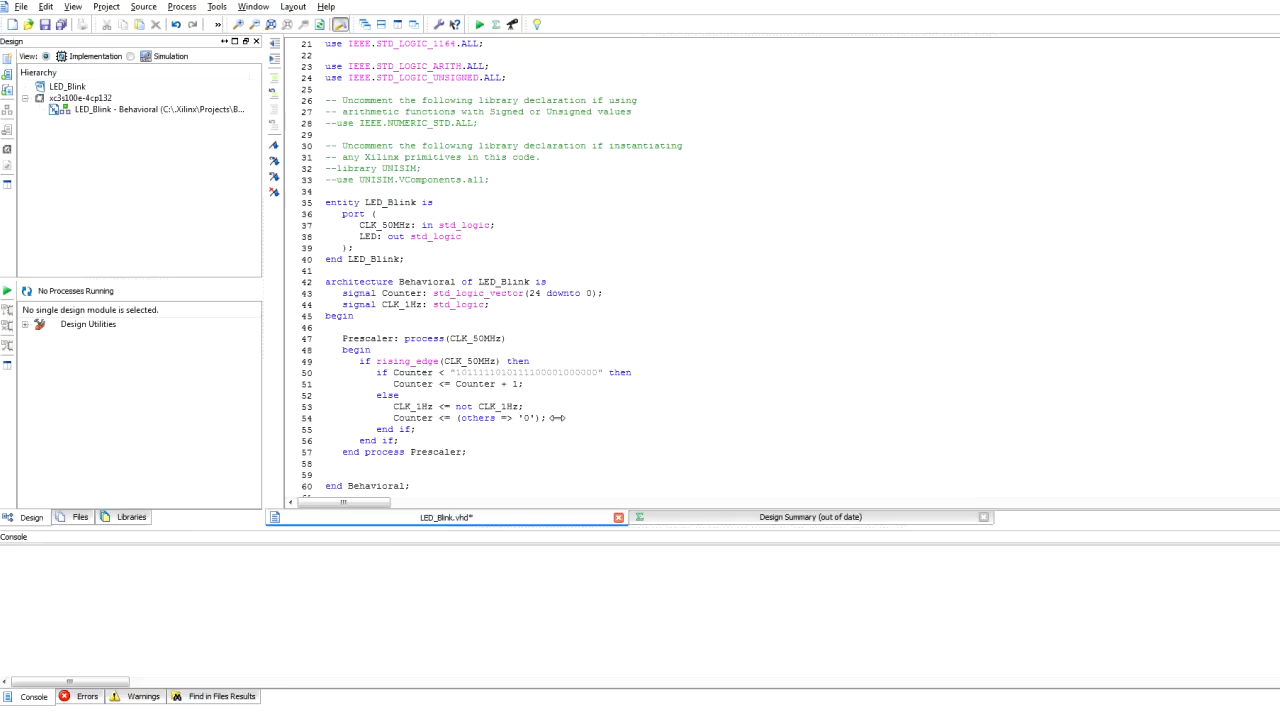 File Edit View Project Source Process Tools Window Layout Help
»
Design
View: Implementation Simulation
Hierarchy
LED_Blink
xc3s100e-4cp132
LED_Blink - Behavioral (C:\.Xilinx\Projects\B...
No Processes Running
No single design module is selected.
Design Utilities
21 use IEEE.STD_LOGIC_1164.ALL;
22
23 use IEEE.STD_LOGIC_ARITH.ALL;
24 use IEEE.STD_LOGIC_UNSIGNED.ALL;
25
26 -- Uncomment the following library declaration if using
27 -- arithmetic functions with Signed or Unsigned values
28 --use IEEE.NUMERIC_STD.ALL;
29
30 -- Uncomment the following library declaration if instantiating
31 -- any Xilinx primitives in this code.
32 --library UNISIM;
33 --use UNISIM.VComponents.all;
34
35 entity LED_Blink is
36 port (
37 CLK_50MHz: in std_logic;
38 LED: out std_logic
39 );
40 end LED_Blink;
41
42 architecture Behavioral of LED_Blink is
43 signal Counter: std_logic_vector(24 downto 0);
44 signal CLK_1Hz: std_logic;
45 begin
46
47 Prescaler: process(CLK_50MHz)
48 begin
49 if rising_edge(CLK_50MHz) then
50 if Counter < "1011111010111100001000000" then
51 Counter <= Counter + 1;
52 else
53 CLK_1Hz <= not CLK_1Hz;
54 Counter <= (others => '0');
55 end if;
56 end if;
57 end process Prescaler;
58
59
60 end Behavioral;
Design Files Libraries
LED_Blink.vhd* Design Summary (out of date)
Console
Console Errors Warnings Find in Files Results